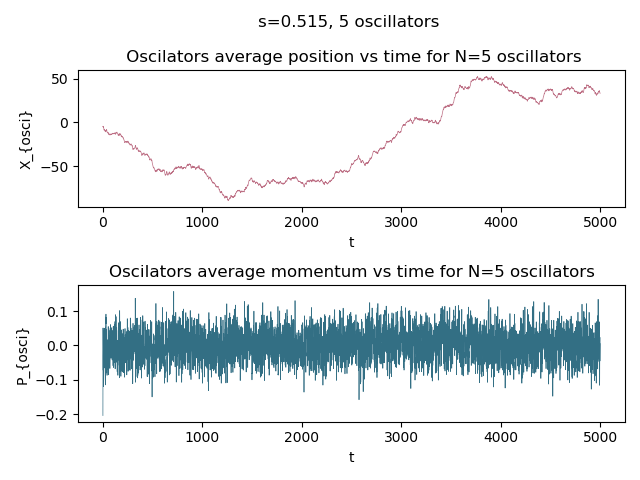 s=0.515, 5 oscillators
Oscilators average position vs time for N=5 oscillators
50
0
−50
X_{osci}
0 1000 2000 3000 4000 5000
t
Oscilators average momentum vs time for N=5 oscillators
0.1
0.0
−0.1
−0.2
P_{osci}
0 1000 2000 3000 4000 5000
t